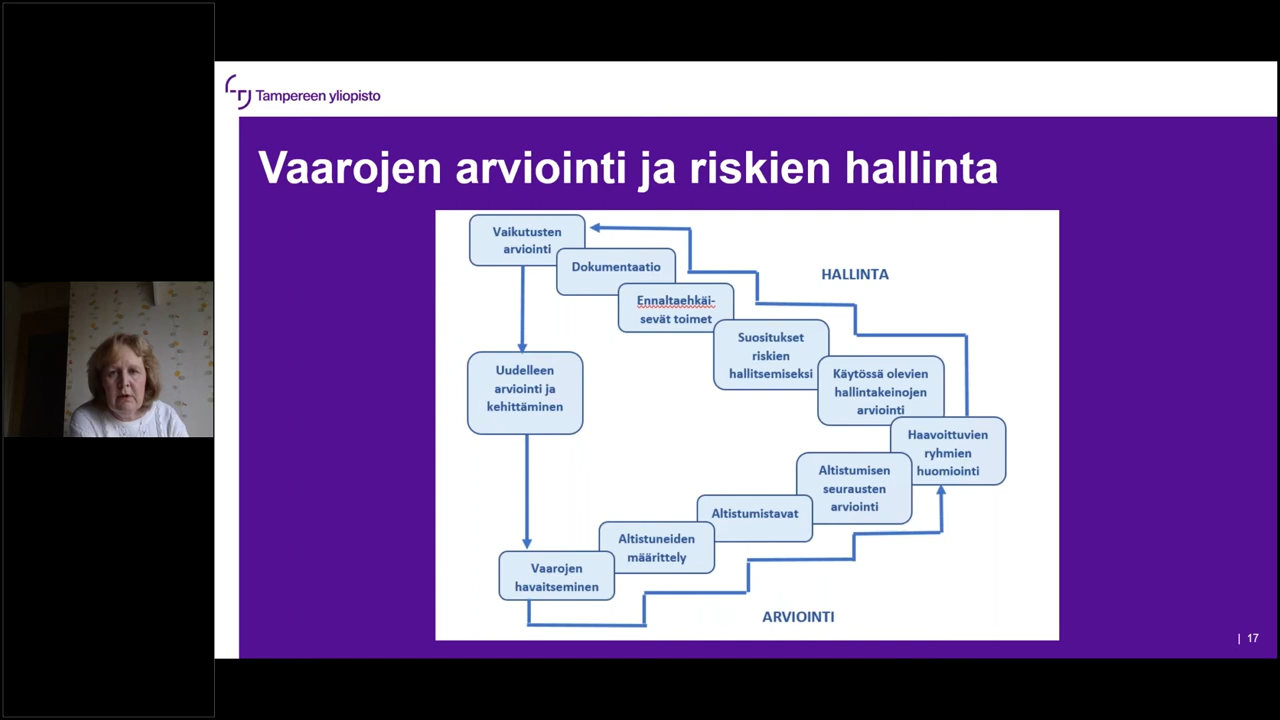 Tampereen yliopisto
Vaarojen arviointi ja riskien hallinta
Vaikutusten
arviointi
Dokumentaatio
HALLINTA
Ennaltaehkäi-
sevät toimet
Suositukset
riskien
hallitsemiseksi
Käytössä olevien
hallintakeinojen
arviointi
Uudelleen
arviointi ja
kehittäminen
Haavoittuvien
ryhmien
huomiointi
Altistumisen
seurausten
arviointi
Altistumistavat
Altistuneiden
määrittely
Vaarojen
havaitseminen
ARVIOINTI
| 17